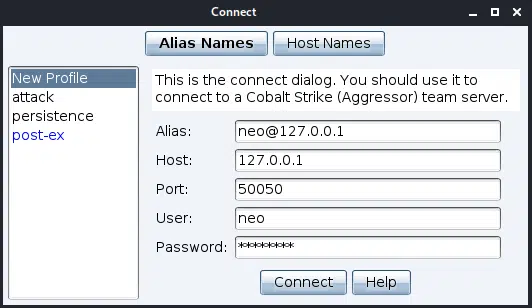 Connect
Alias Names Host Names
New Profile
attack
persistence
post-ex
This is the connect dialog. You should use it to
connect to a Cobalt Strike (Aggressor) team server.
Alias: neo@127.0.0.1
Host: 127.0.0.1
Port: 50050
User: neo
Password: ********
Connect Help